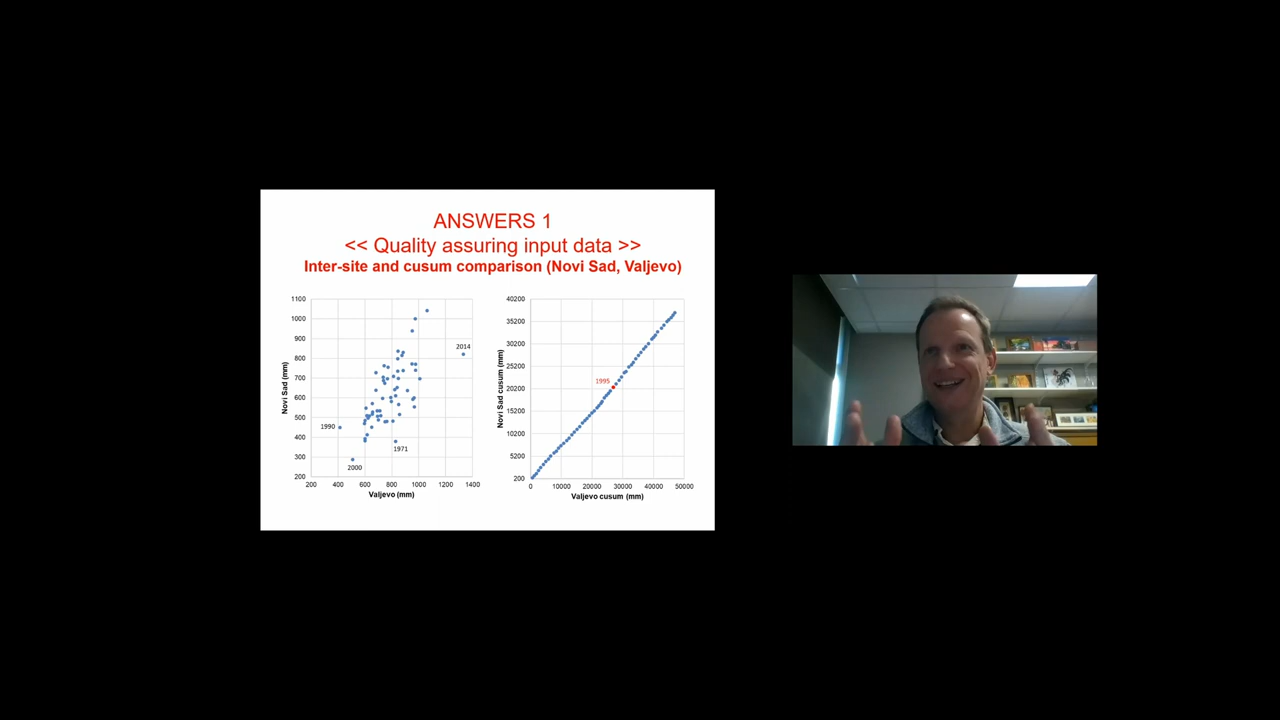 ANSWERS 1
<< Quality assuring input data >>
Inter-site and cusum comparison (Novi Sad, Valjevo)
1100
1000
900
800
700
600
500
400
300
200
Novi Sad (mm)
2014
1990
1971
2000
200 400 600 800 1000 1200 1400
Valjevo (mm)
40200
35200
30200
25200
20200
15200
10200
5200
200
Novi Sad cusum (mm)
1995
0 10000 20000 30000 40000 50000
Valjevo cusum (mm)